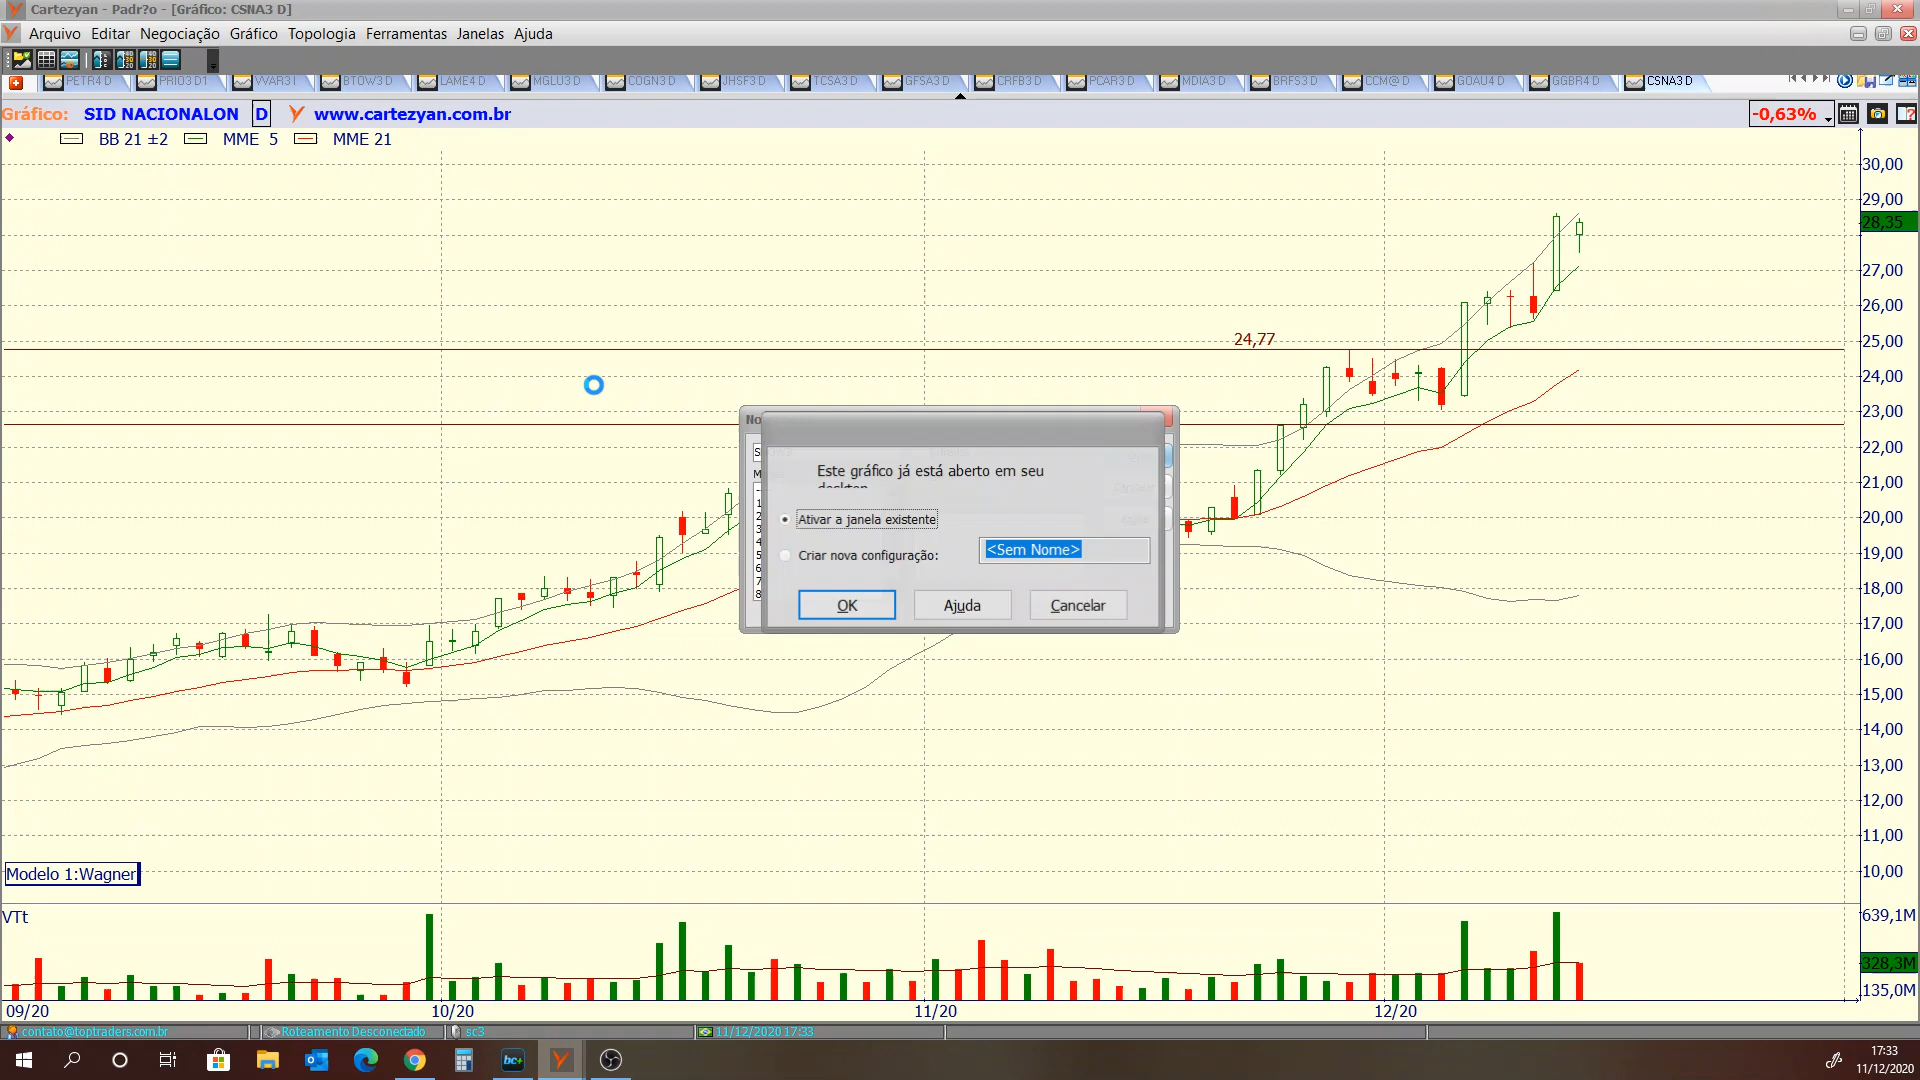 Cartezyan - Padr?o - [Gráfico: CSNA3 D]
Arquivo Editar Negociação Gráfico Topologia Ferramentas Janelas Ajuda
PETR4 D PRIO3 D1 VVAR3 I BTOW3 D LAME4 D MGLU3 D COGN3 D JHSF3 D TCSA3 D GFSA3 D CRFB3 D PCAR3 D MDIA3 D BRFS3 D CCM@ D GOAU4 D GGBR4 D CSNA3 D
Gráfico: SID NACIONALON D www.cartezyan.com.br -0,63%
BB 21 ±2 MME 5 MME 21
30,00
29,00
28,35
27,00
26,00
24,77
25,00
24,00
23,00
22,00
21,00
20,00
19,00
18,00
17,00
16,00
15,00
14,00
13,00
12,00
11,00
10,00
No
Este gráfico já está aberto em seu
desktop
Ativar a janela existente
Criar nova configuração: <Sem Nome>
OK Ajuda Cancelar
Modelo 1:Wagner
VTt
639,1M
328,3M
135,0M
09/20 10/20 11/20 12/20
contato@toptraders.com.br Roteamento Desconectado sc3 11/12/2020 17:33
bc+
17:33
11/12/2020